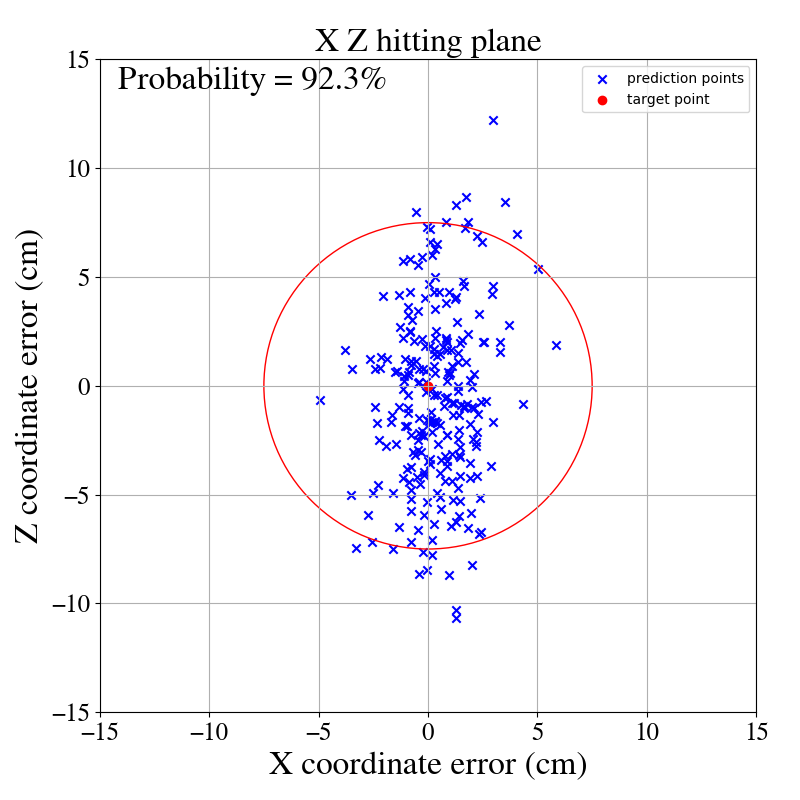 X Z hitting plane
Probability = 92.3%
prediction points
target point
Z coordinate error (cm)
15
10
5
0
−5
−10
−15
−15
−10
−5
0
5
10
15
X coordinate error (cm)